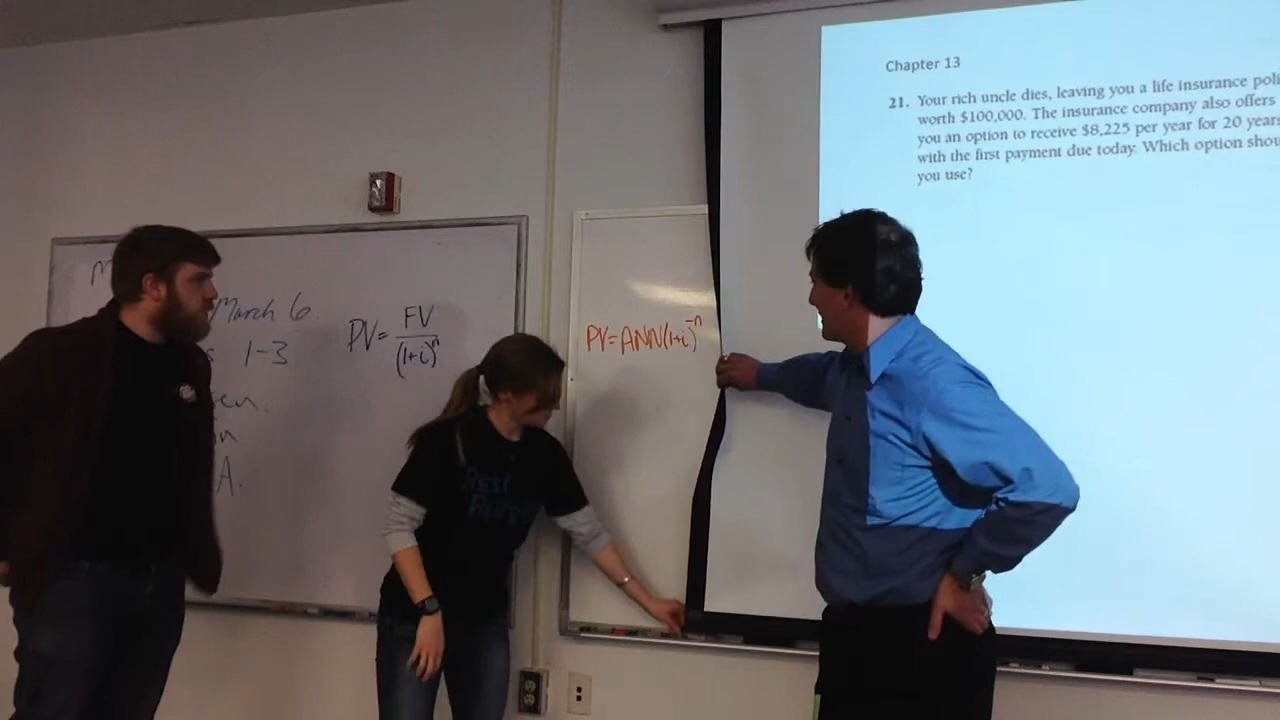 Chapter 13
21. Your rich uncle dies, leaving you a life insurance
worth $100,000. The insurance company also offers
you an option to receive $8,225 per year for 20 years
with the first payment due today. Which option
you use?
March 6.
1-3
A.
PV = FV
(1+i)^n
PV=ANN(1+i)^-n